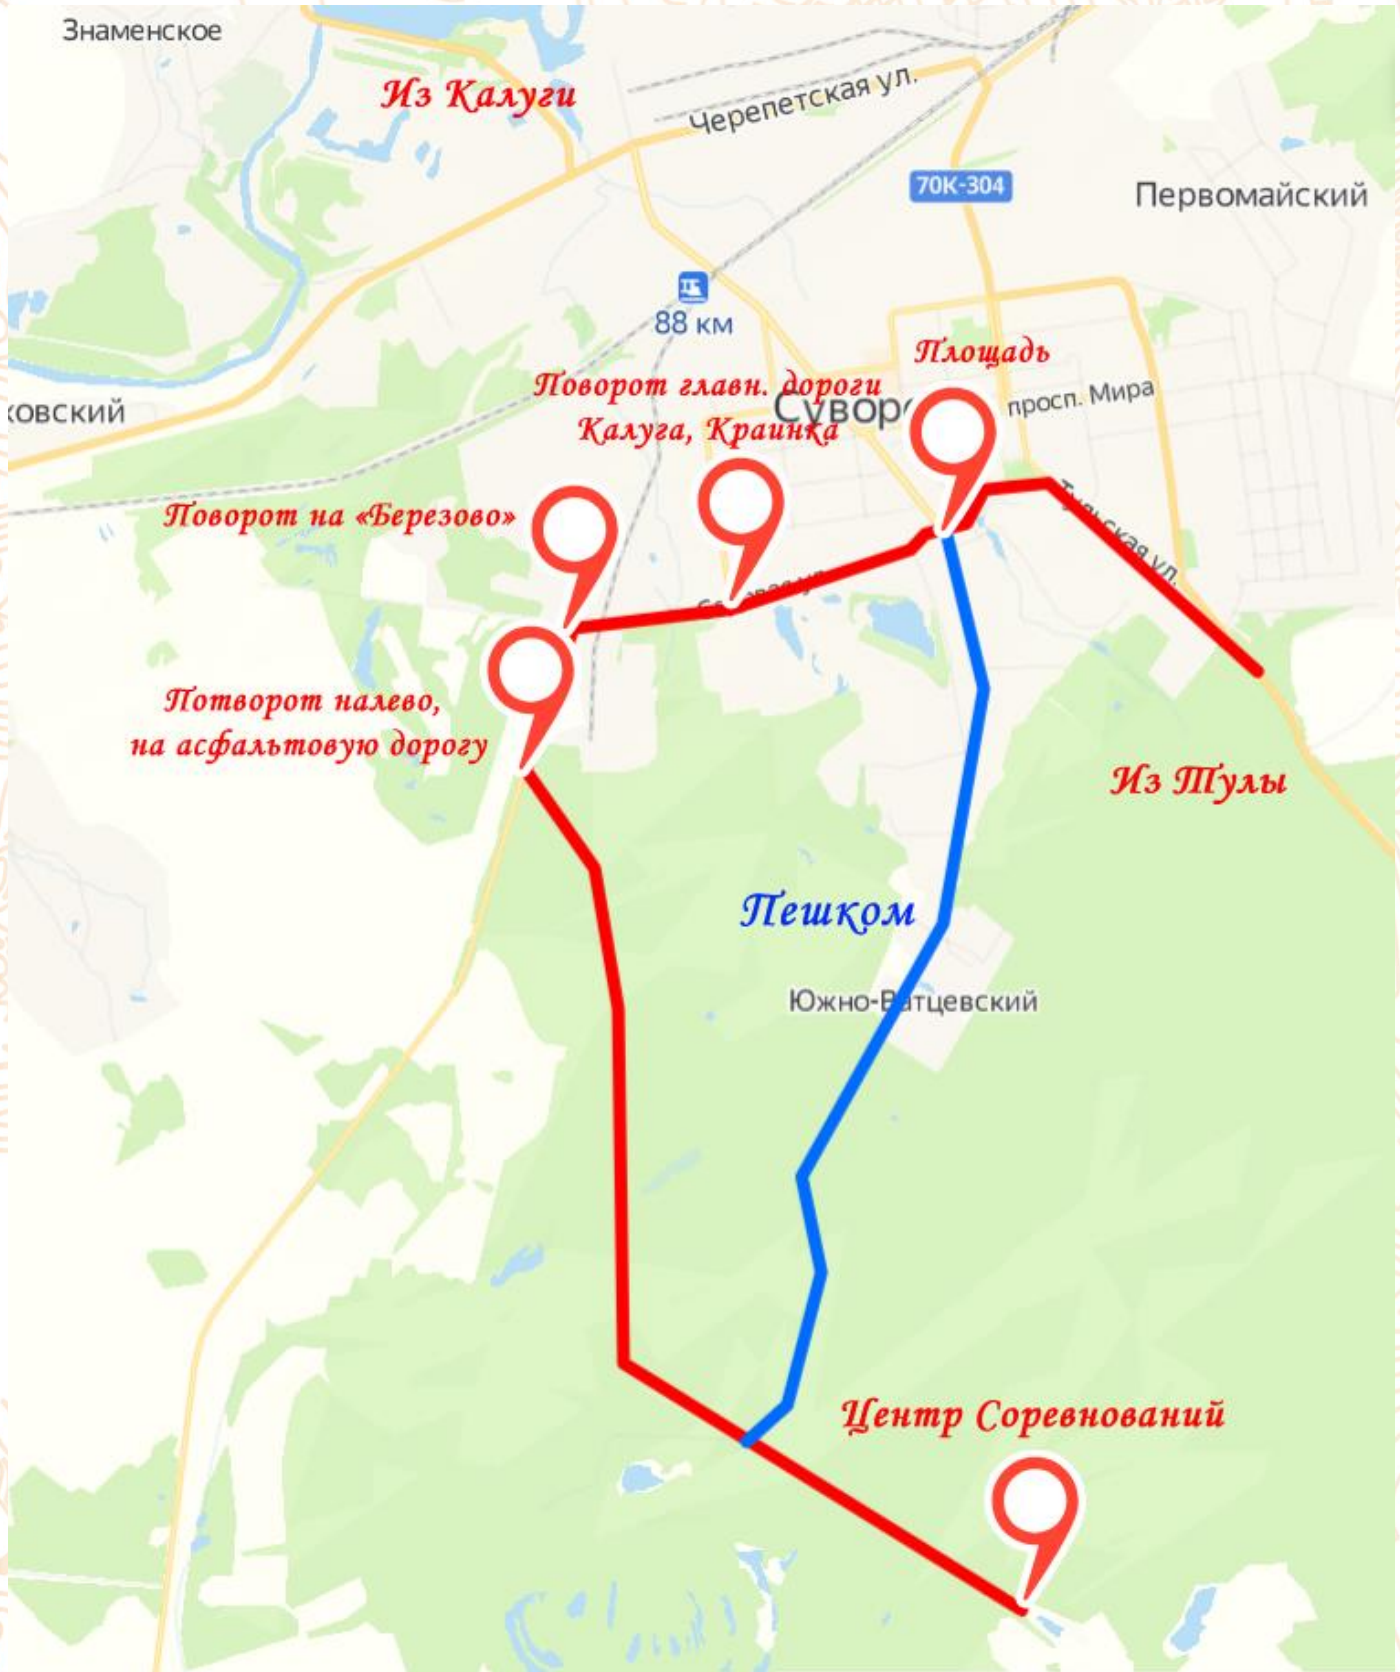 Знаменское
Из Калуги
Черепетская ул.
70К-304
Первомайский
88 км
Площадь
Поворот главн. дороги
Калуга, Краинка
просп. Мира
ковский
Поворот на «Березово»
Тульская ул.
Потворот налево,
на асфальтовую дорогу
Из Тулы
Пешком
Южно-Ватцевский
Центр Соревнований